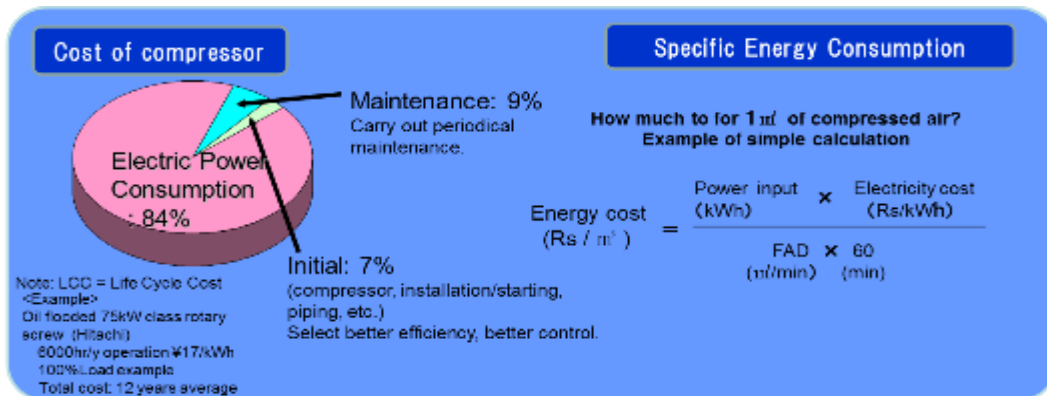 Cost of compressor
Maintenance: 9%
Carry out periodical
maintenance.
Electric Power
Consumption
: 84%
Initial: 7%
(compressor, installation/starting,
piping, etc.)
Select better efficiency, better control.
Note: LCC = Life Cycle Cost
<Example>
Oil flooded 75kW class rotary
screw (Hitachi)
6000hr/y operation ¥17/kWh
100%Load example
Total cost: 12 years average
Specific Energy Consumption
How much to for 1㎥ of compressed air?
Example of simple calculation
Energy cost
(Rs / ㎥ )
=
Power input
(kWh)
×
Electricity cost
(Rs/kWh)
FAD × 60
(㎥/min) (min)